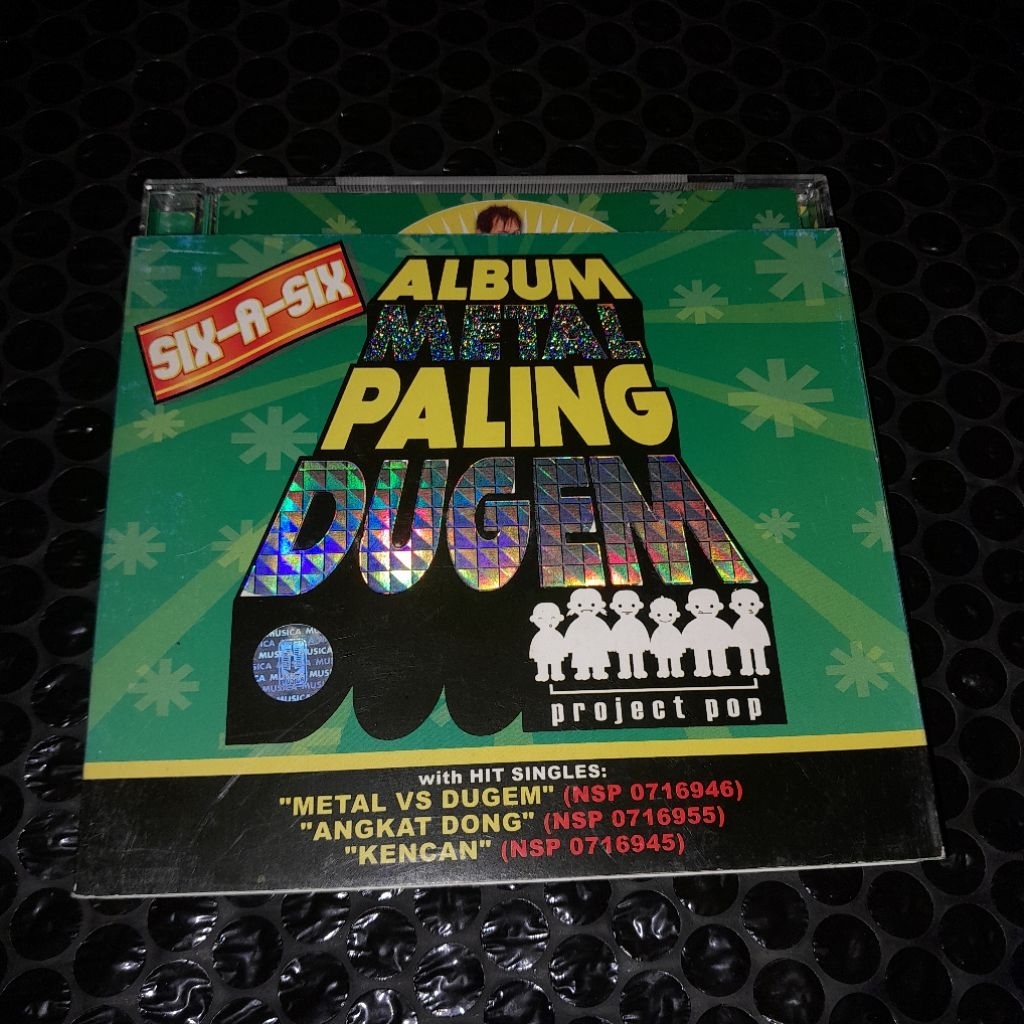 SIX-A-SIX
ALBUM
METAL
PALING
DUGEM
MUSICA
project pop
with HIT SINGLES:
"METAL VS DUGEM" (NSP 0716946)
"ANGKAT DONG" (NSP 0716955)
"KENCAN" (NSP 0716945)